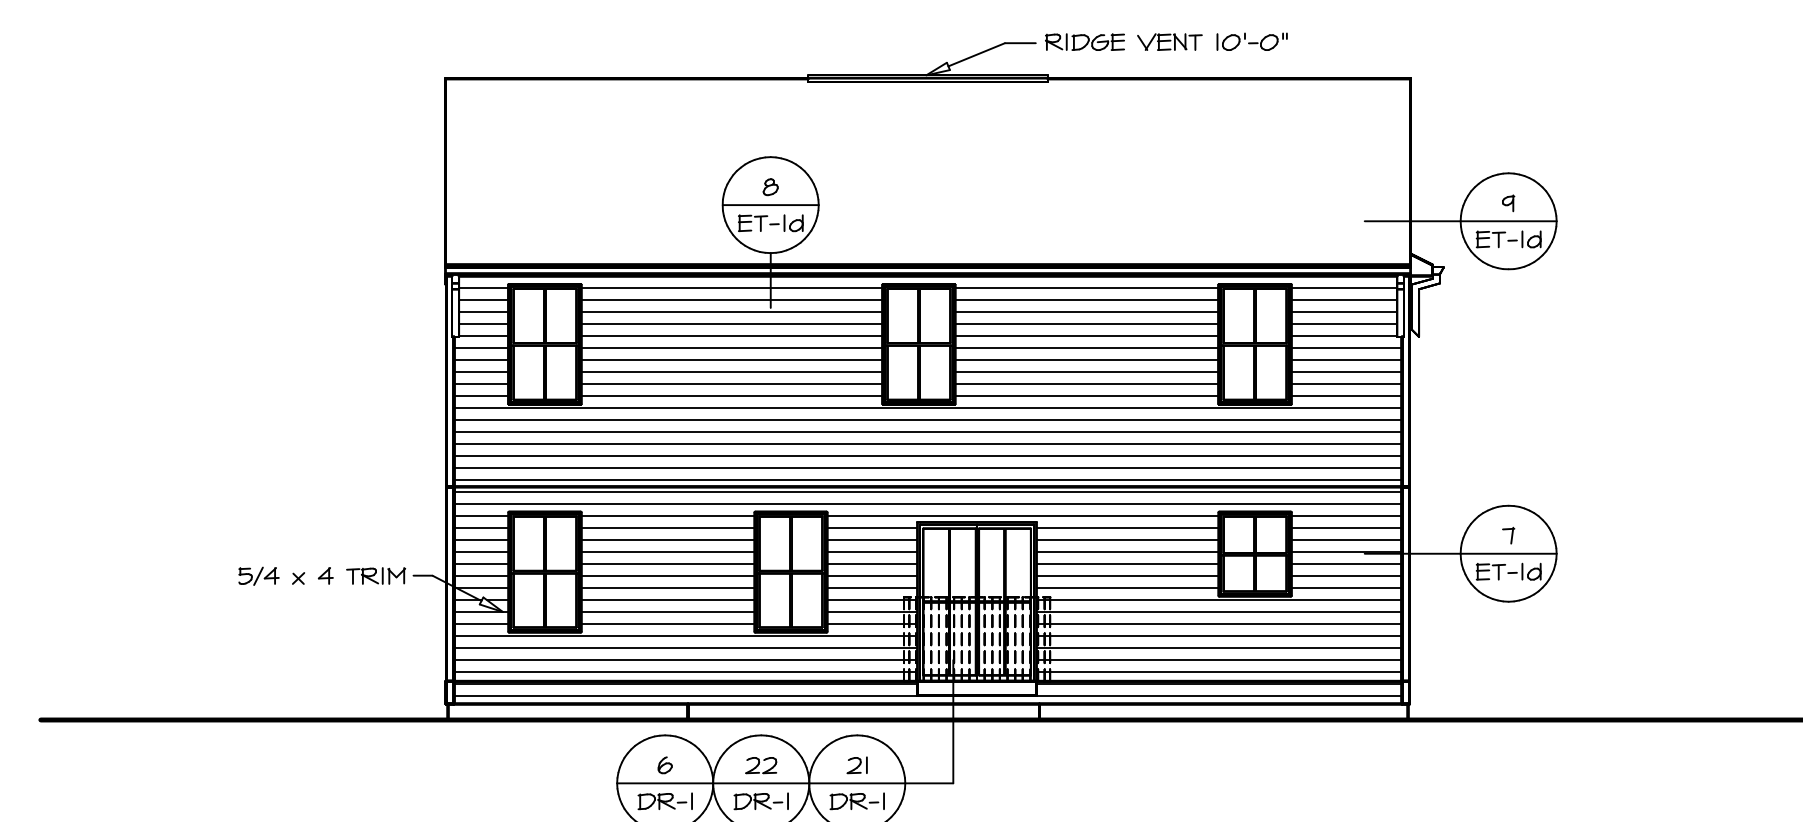 RIDGE VENT 10'-0"
8
ET-1d
9
ET-1d
7
ET-1d
5/4 x 4 TRIM
6
DR-1
22
DR-1
21
DR-1